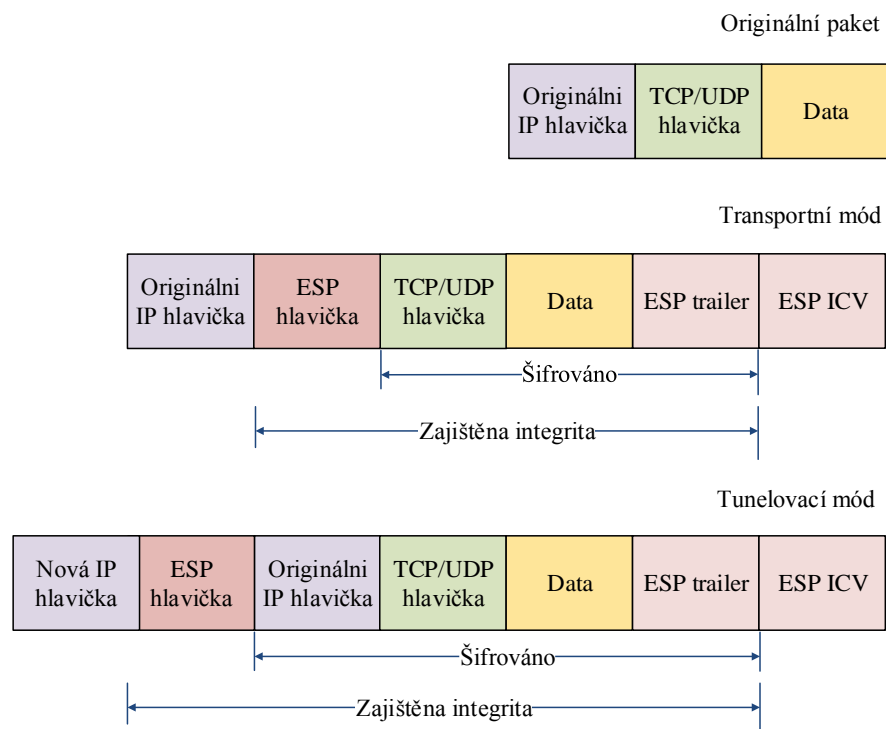 Originální paket
Originálni
IP hlavička
TCP/UDP
hlavička
Data
Transportní mód
Originálni
IP hlavička
ESP
hlavička
TCP/UDP
hlavička
Data
ESP trailer
ESP ICV
Šifrováno
Zajištěna integrita
Tunelovací mód
Nová IP
hlavička
ESP
hlavička
Originálni
IP hlavička
TCP/UDP
hlavička
Data
ESP trailer
ESP ICV
Šifrováno
Zajištěna integrita